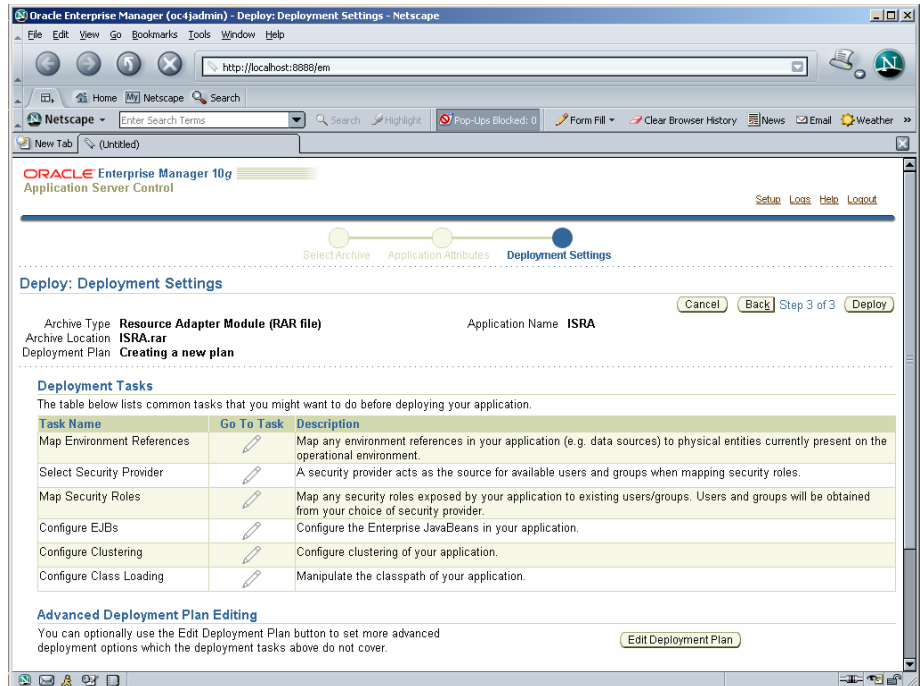 Oracle Enterprise Manager (oc4jadmin) - Deploy: Deployment Settings - Netscape
File Edit View Go Bookmarks Tools Window Help
http://localhost:8888/em
N
Home My Netscape Search
Netscape Enter Search Terms Search Highlight Pop-Ups Blocked: 0 Form Fill Clear Browser History News Email Weather »
New Tab (Untitled)
ORACLE Enterprise Manager 10g
Application Server Control
Setup Logs Help Logout
Select Archive Application Attributes Deployment Settings
Deploy: Deployment Settings
Cancel Back Step 3 of 3 Deploy
Archive Type Resource Adapter Module (RAR file) Application Name ISRA
Archive Location ISRA.rar
Deployment Plan Creating a new plan
Deployment Tasks
The table below lists common tasks that you might want to do before deploying your application.
Task Name Go To Task Description
Map Environment References Map any environment references in your application (e.g. data sources) to physical entities currently present on the
operational environment.
Select Security Provider A security provider acts as the source for available users and groups when mapping security roles.
Map Security Roles Map any security roles exposed by your application to existing users/groups. Users and groups will be obtained
from your choice of security provider.
Configure EJBs Configure the Enterprise JavaBeans in your application.
Configure Clustering Configure clustering of your application.
Configure Class Loading Manipulate the classpath of your application.
Advanced Deployment Plan Editing
You can optionally use the Edit Deployment Plan button to set more advanced
deployment options which the deployment tasks above do not cover.
Edit Deployment Plan